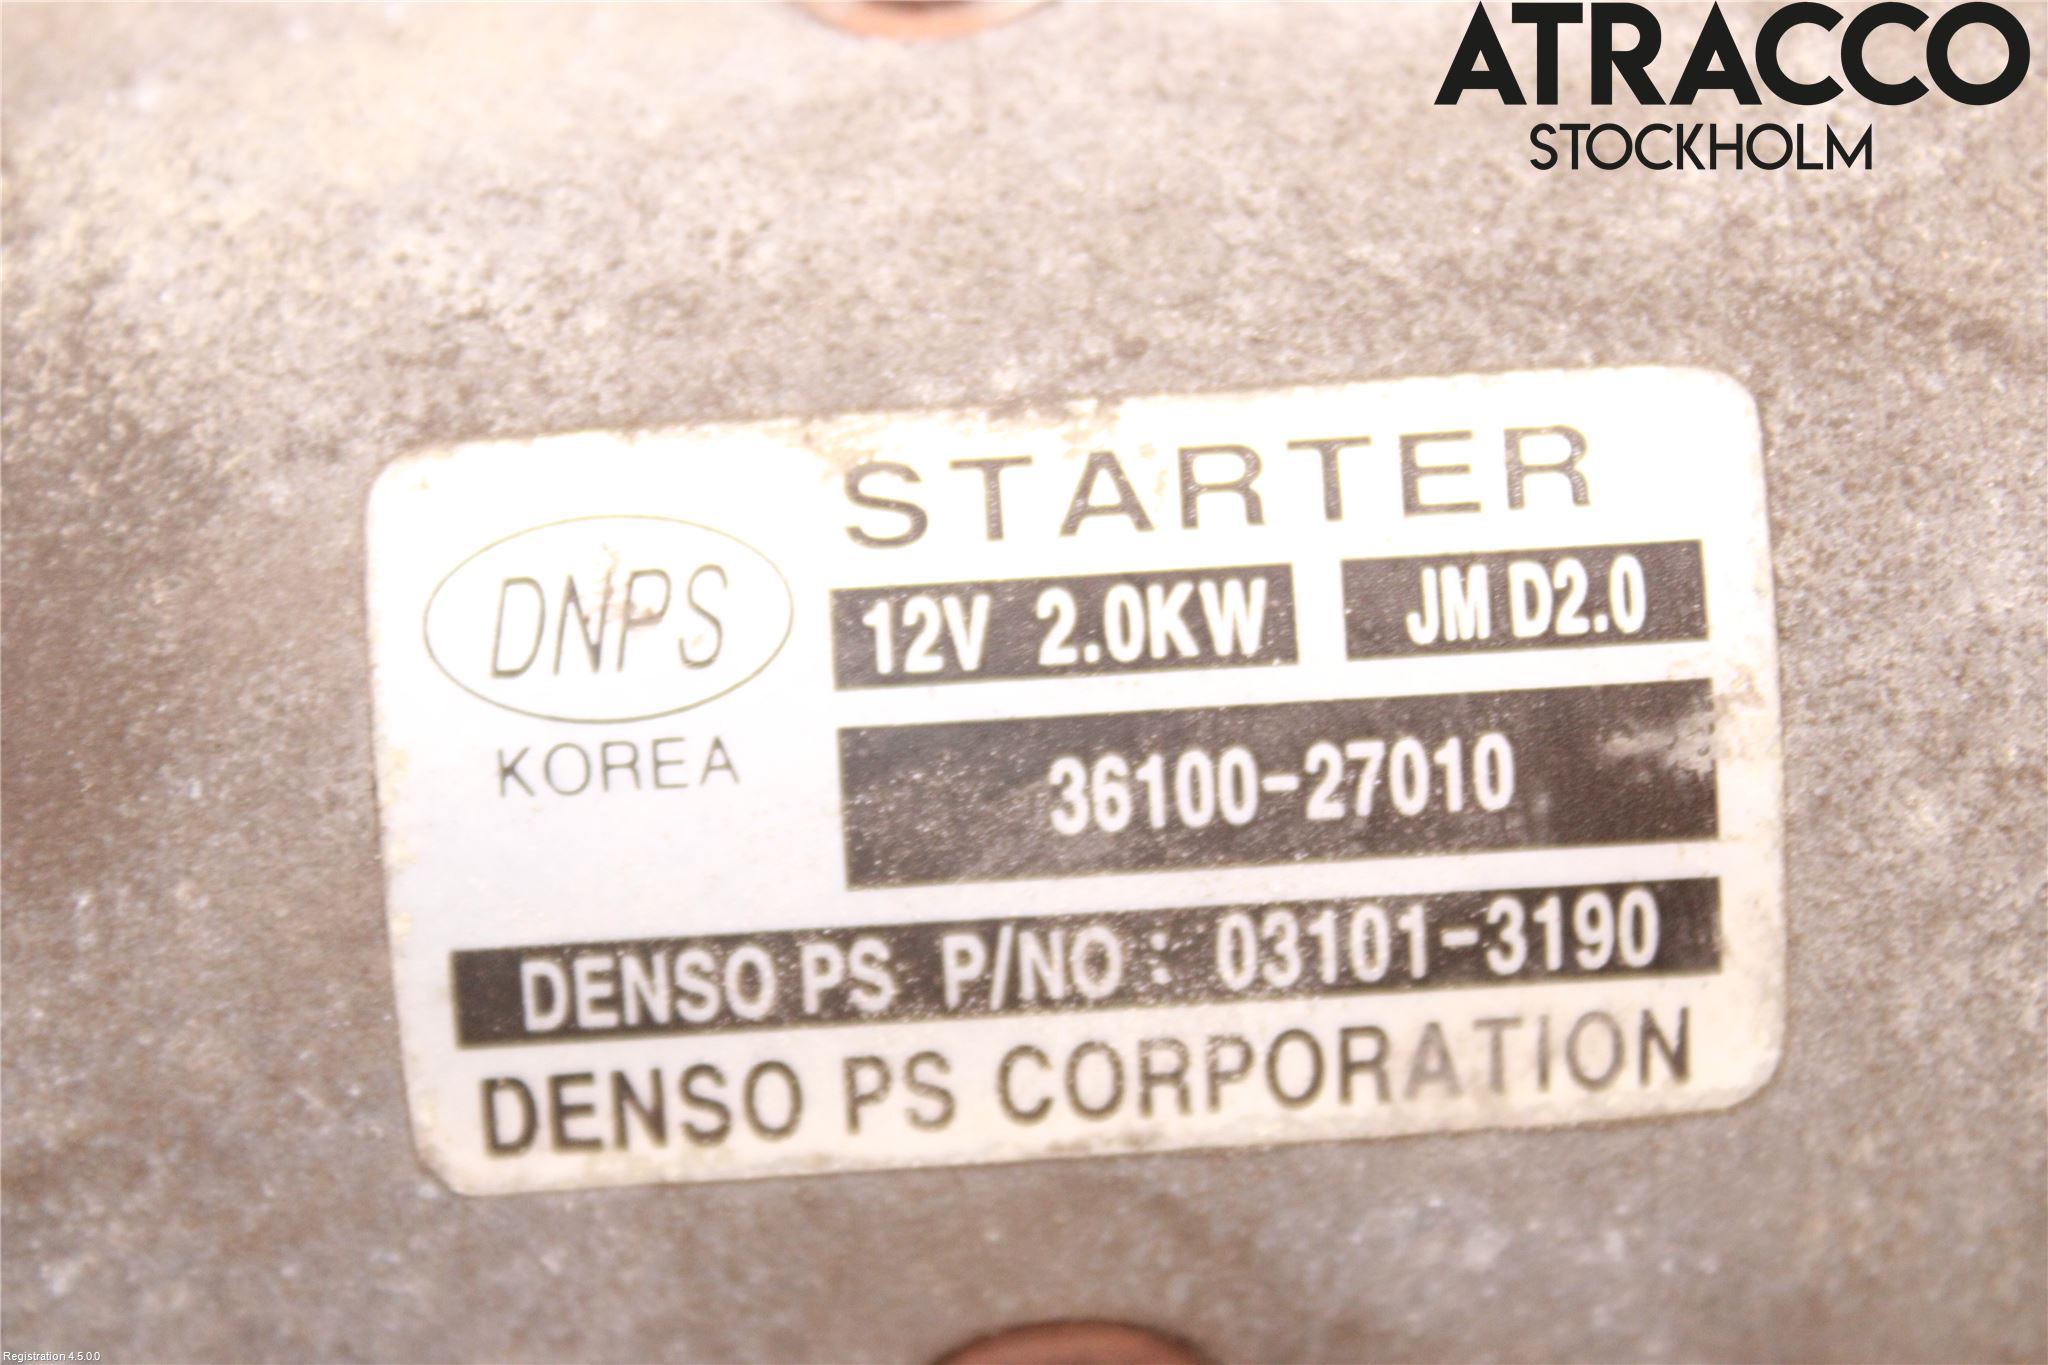 ATRACCO
STOCKHOLM
STARTER
DNPS
12V 2.0KW JM D2.0
KOREA
36100-27010
DENSO PS P/NO : 03101-3190
DENSO PS CORPORATION
Registration 4.5.0.0